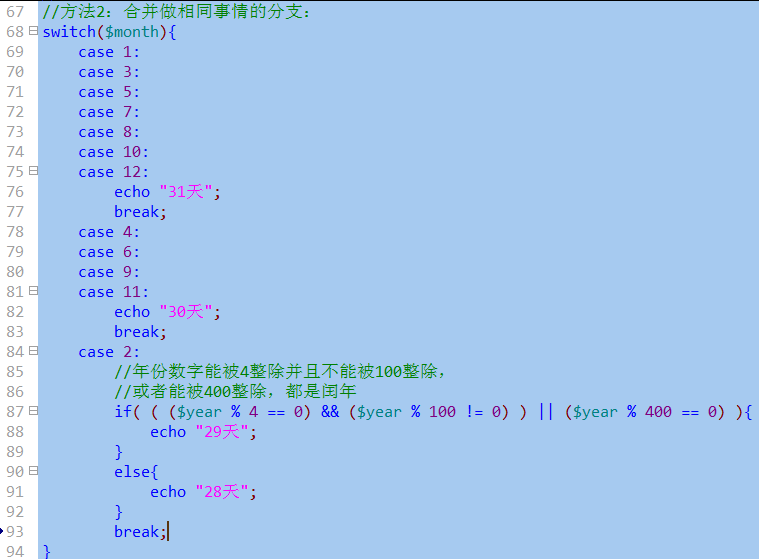 67 //方法2：合并做相同事情的分支：
68 switch($month){
69     case 1:
70     case 3:
71     case 5:
72     case 7:
73     case 8:
74     case 10:
75     case 12:
76         echo "31天";
77         break;
78     case 4:
79     case 6:
80     case 9:
81     case 11:
82         echo "30天";
83         break;
84     case 2:
85         //年份数字能被4整除并且不能被100整除，
86         //或者能被400整除，都是闰年
87         if( ( ($year % 4 == 0) && ($year % 100 != 0) ) || ($year % 400 == 0) ){
88             echo "29天";
89         }
90         else{
91             echo "28天";
92         }
93         break;
94 }